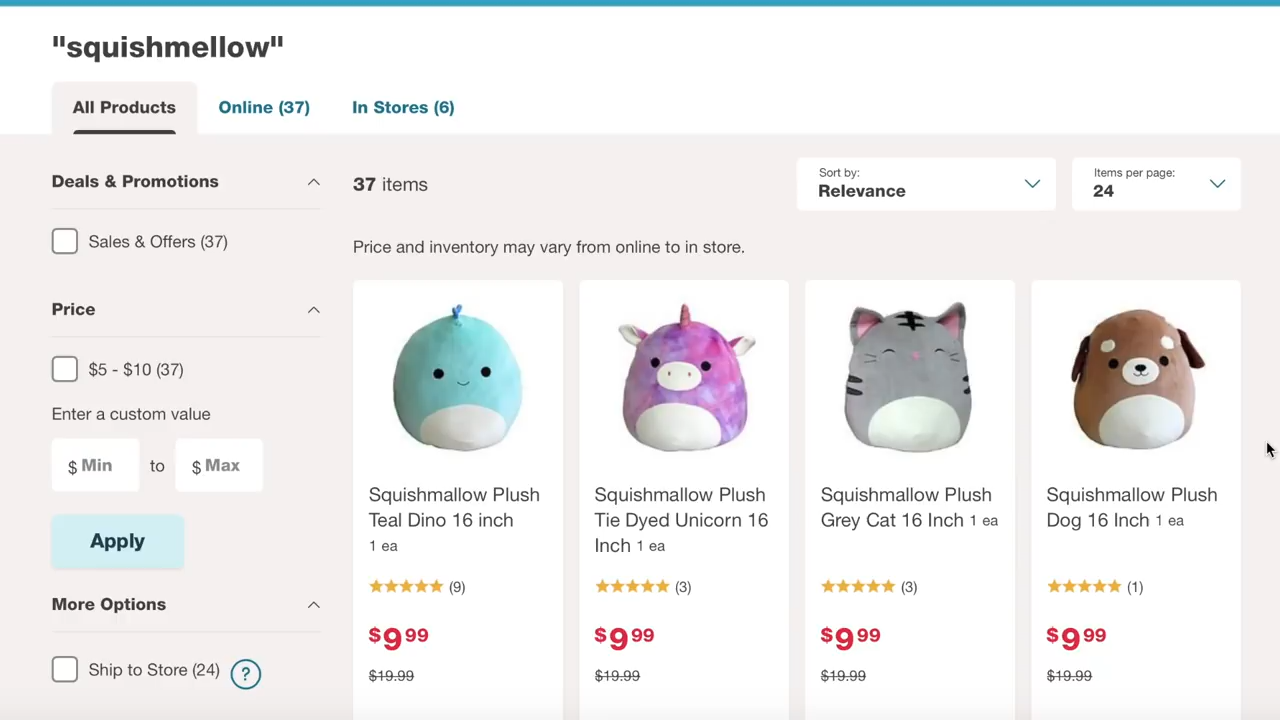 "squishmellow"
All Products
Online (37)
In Stores (6)
Deals & Promotions
Sales & Offers (37)
Price
$5 - $10 (37)
Enter a custom value
$ Min to $ Max
Apply
More Options
Ship to Store (24) ?
37 items
Sort by:
Relevance
Items per page:
24
Price and inventory may vary from online to in store.
Squishmallow Plush
Teal Dino 16 inch
1 ea
(9)
$9 99
$19.99
Squishmallow Plush
Tie Dyed Unicorn 16
Inch 1 ea
(3)
$9 99
$19.99
Squishmallow Plush
Grey Cat 16 Inch 1 ea
(3)
$9 99
$19.99
Squishmallow Plush
Dog 16 Inch 1 ea
(1)
$9 99
$19.99